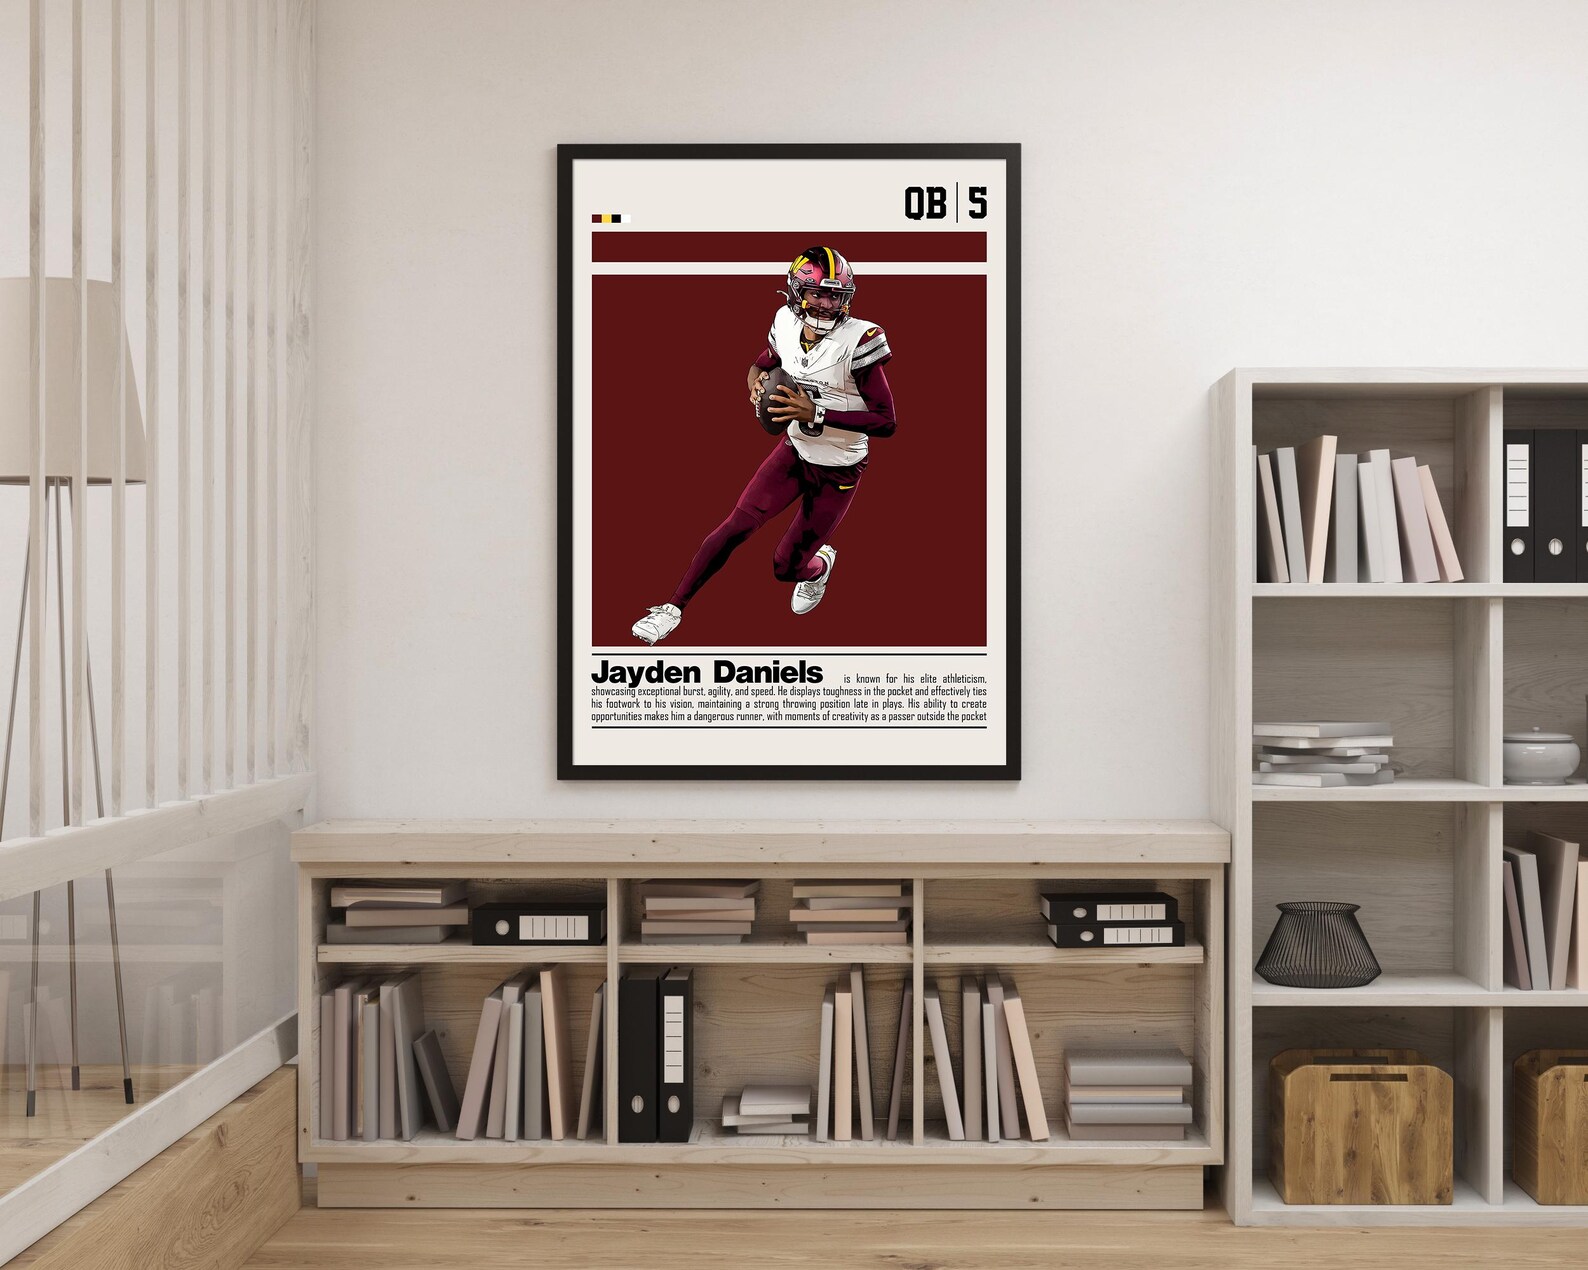 QB | 5
Jayden Daniels is known for his elite athleticism,
showcasing exceptional burst, agility, and speed. He displays toughness in the pocket and effectively ties
his footwork to his vision, maintaining a strong throwing position late in plays. His ability to create
opportunities makes him a dangerous runner, with moments of creativity as a passer outside the pocket